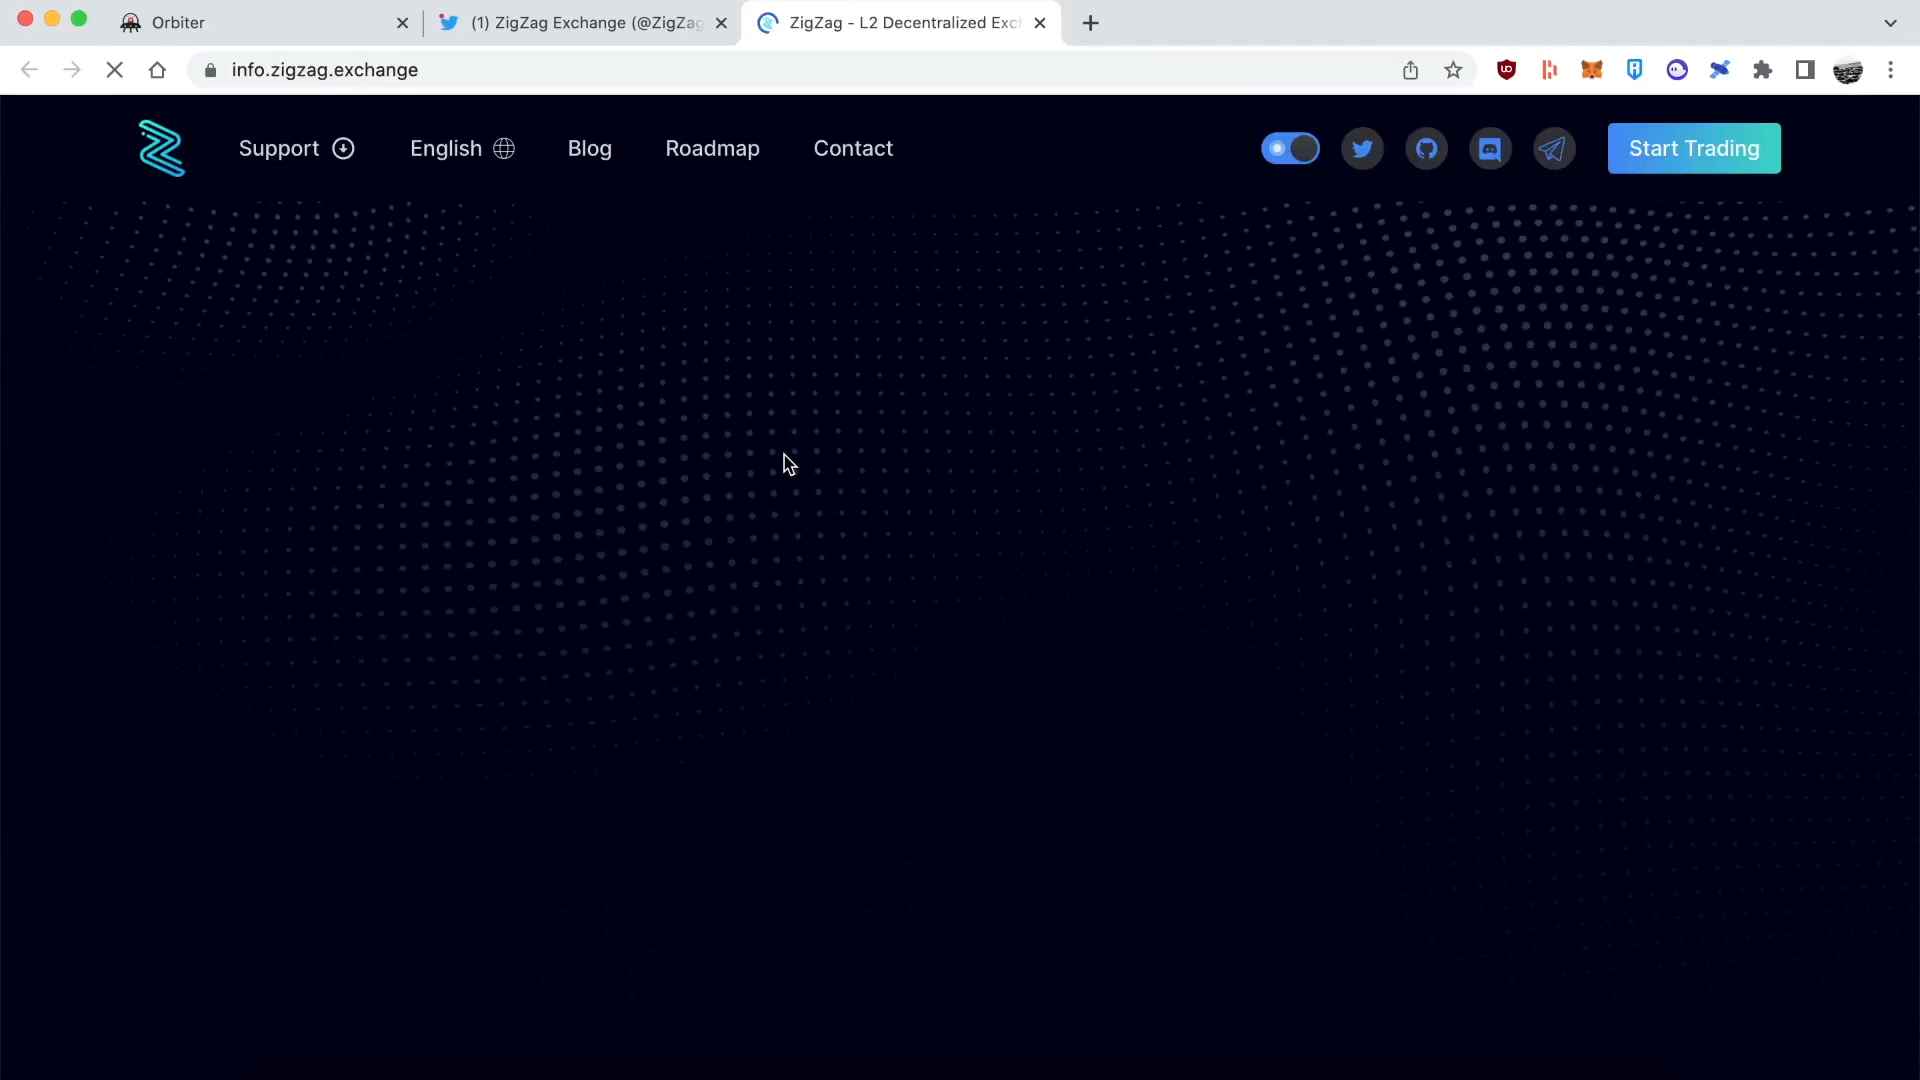 Orbiter
(1) ZigZag Exchange (@ZigZag
ZigZag - L2 Decentralized Exc
info.zigzag.exchange
Support
English
Blog
Roadmap
Contact
Start Trading